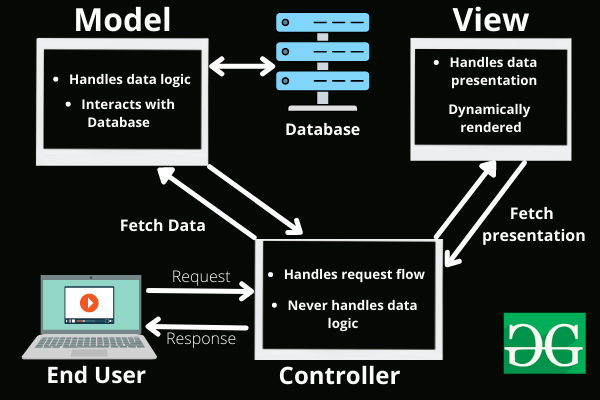 Model
View
• Handles data logic
• Interacts with
Database
Database
• Handles data
presentation
Dynamically
rendered
Fetch Data
Fetch
presentation
Request
Response
• Handles request flow
• Never handles data
logic
End User
Controller